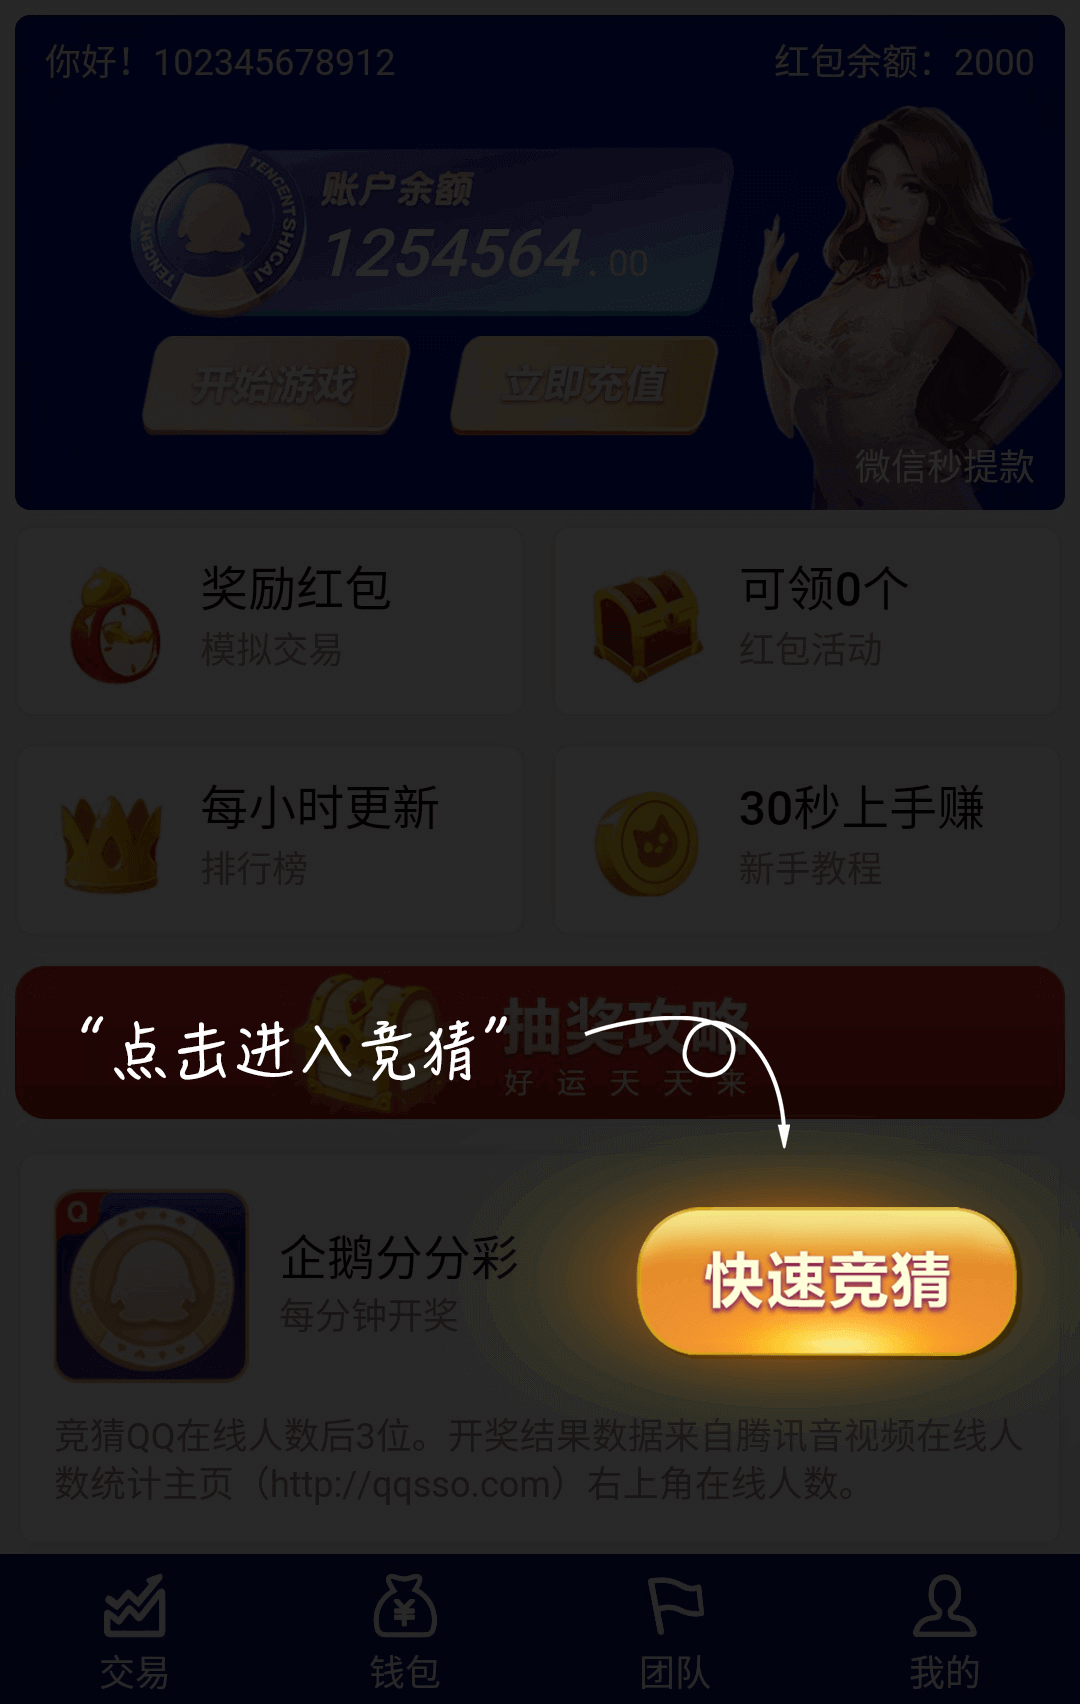 你好！102345678912
红包余额：2000
TENCENT SHICAI
账户余额
1254564.00
开始游戏
立即充值
微信秒提款
奖励红包
模拟交易
可领0个
红包活动
每小时更新
排行榜
30秒上手赚
新手教程
抽奖攻略
“点击进入竞猜”
好运天天来
Q
企鹅分分彩
每分钟开奖
快速竞猜
竞猜QQ在线人数后3位。开奖结果数据来自腾讯音视频在线人
数统计主页（http://qqsso.com）右上角在线人数。
交易
钱包
团队
我的